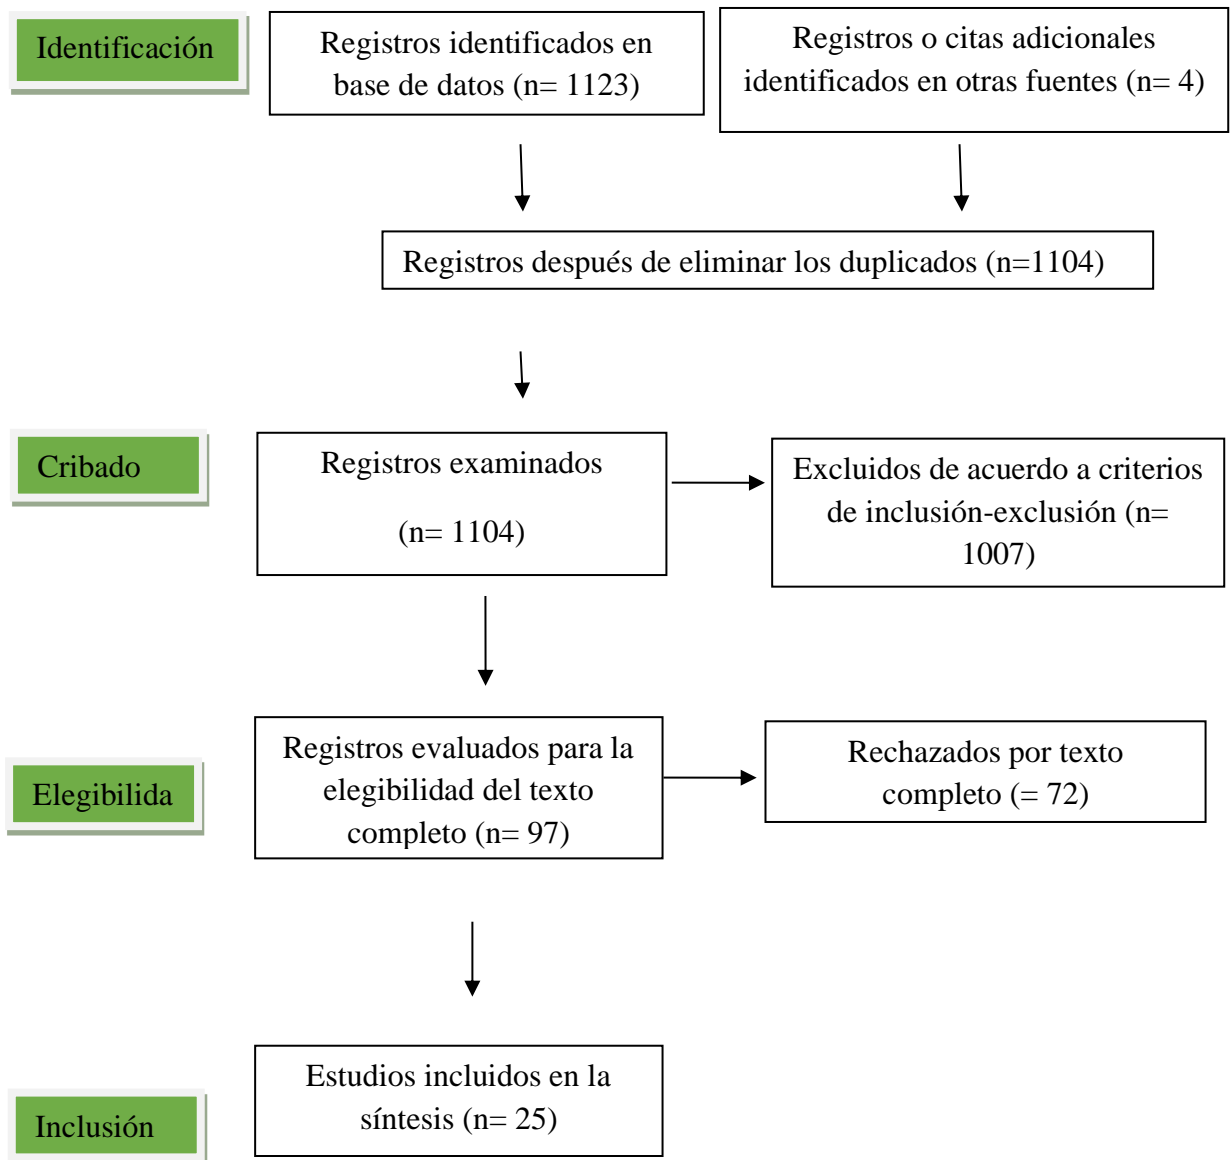 Identificación
Registros identificados en
base de datos (n= 1123)
Registros o citas adicionales
identificados en otras fuentes (n= 4)
Registros después de eliminar los duplicados (n=1104)
Cribado
Registros examinados
(n= 1104)
Excluidos de acuerdo a criterios
de inclusión-exclusión (n=
1007)
Elegibilida
Registros evaluados para la
elegibilidad del texto
completo (n= 97)
Rechazados por texto
completo (= 72)
Inclusión
Estudios incluidos en la
síntesis (n= 25)